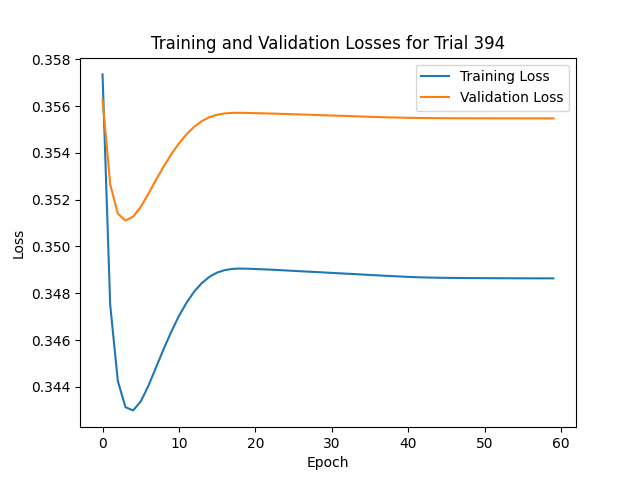 Training and Validation Losses for Trial 394
0.358
0.356
0.354
0.352
0.350
0.348
0.346
0.344
Loss
Training Loss
Validation Loss
0 10 20 30 40 50 60
Epoch